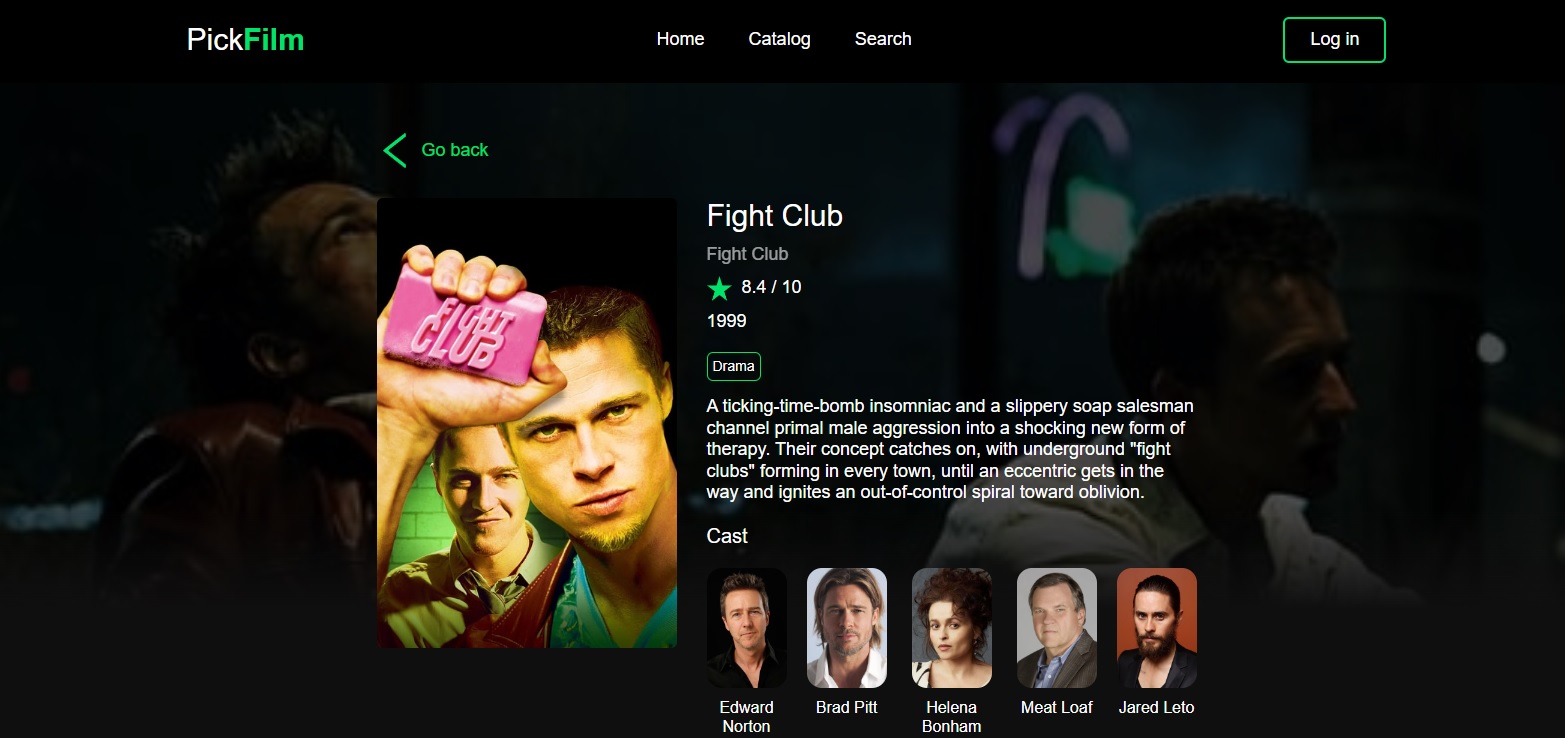 PickFilm
Home Catalog Search
Log in
Go back
FIGHT
CLUB
Fight Club
Fight Club
8.4 / 10
1999
Drama
A ticking-time-bomb insomniac and a slippery soap salesman
channel primal male aggression into a shocking new form of
therapy. Their concept catches on, with underground "fight
clubs" forming in every town, until an eccentric gets in the
way and ignites an out-of-control spiral toward oblivion.
Cast
Edward
Norton
Brad Pitt
Helena
Bonham
Meat Loaf
Jared Leto